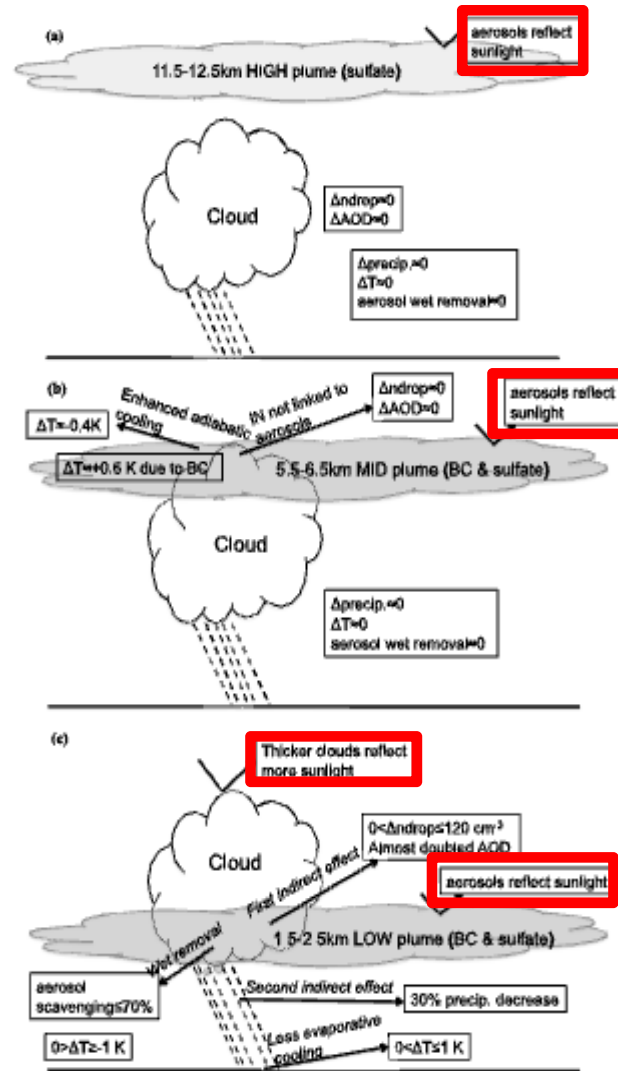 (a)
aerosols reflect
sunlight
11.5-12.5km HIGH plume (sulfate)
Cloud
Δndrop≈0
ΔAOD≈0
Δprecip.≈0
ΔT≈0
aerosol wet removal≈0
(b)
Enhanced adiabatic
cooling
IN not linked to
aerosols
Δndrop≈0
ΔAOD≈0
aerosols reflect
sunlight
ΔT≈-0.4K
ΔT≈+0.6 K due to BC
5.5-6.5km MID plume (BC & sulfate)
Cloud
Δprecip.≈0
ΔT≈0
aerosol wet removal≈0
(c)
Thicker clouds reflect
more sunlight
Cloud
First indirect effect
0<Δndrop≤120 cm⁻³
Almost doubled AOD
aerosols reflect sunlight
1 5-2 5km LOW plume (BC & sulfate)
Wet removal
aerosol
scavenging≤70%
Second indirect effect
30% precip. decrease
Less evaporative
cooling
0>ΔT≥-1 K
0<ΔT≤1 K